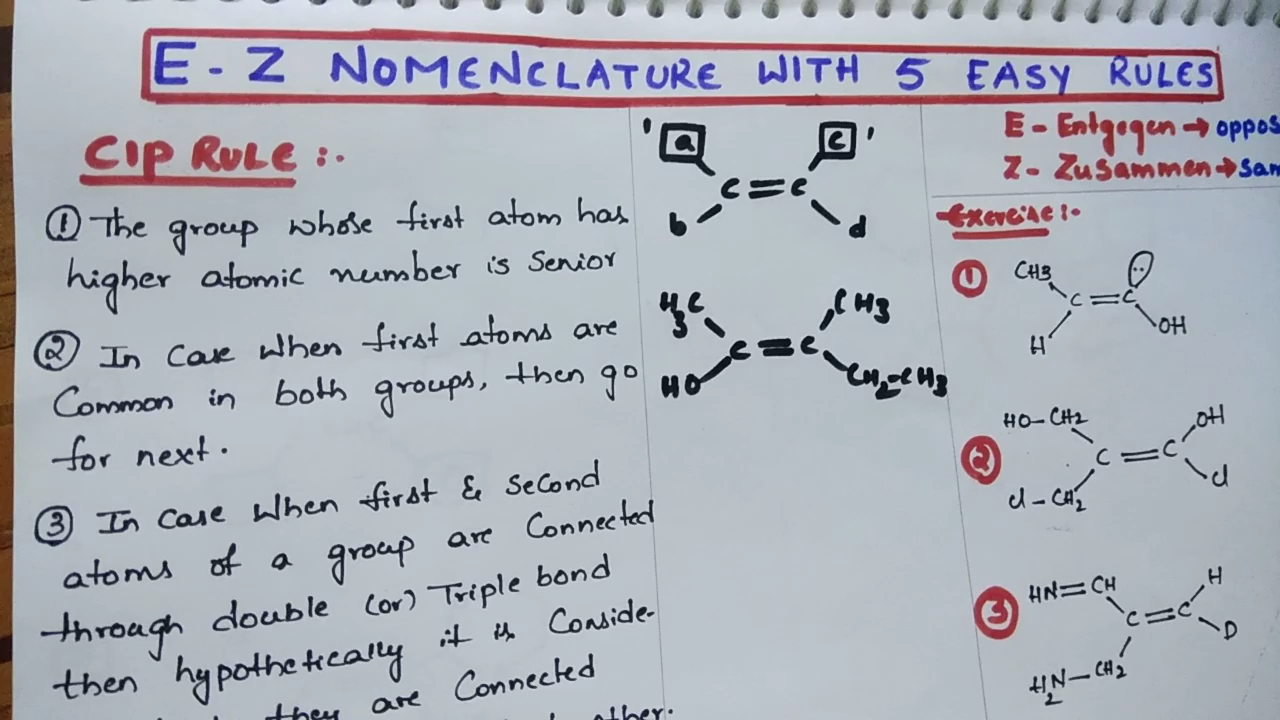 E - Z NOMENCLATURE WITH 5 EASY RULES
CIP RULE :-
① The group whose first atom has
higher atomic number is senior
② In case when first atoms are
Common in both groups, then go
for next.
③ In case when first & second
atoms of a group are Connected
through double (or) Triple bond
then hypothetically it is Conside-
they are Connected
other.
' a c '
C = C
b d
H3C CH3
C = C
HO CH2-CH3
E - Entgegen → oppos
Z - Zusammen → sam
Exercise :-
①
CH3 ..
C = C
H OH
②
HO-CH2 OH
C = C
Cl-CH2 Cl
③
HN=CH H
C = C
H2N-CH2 D